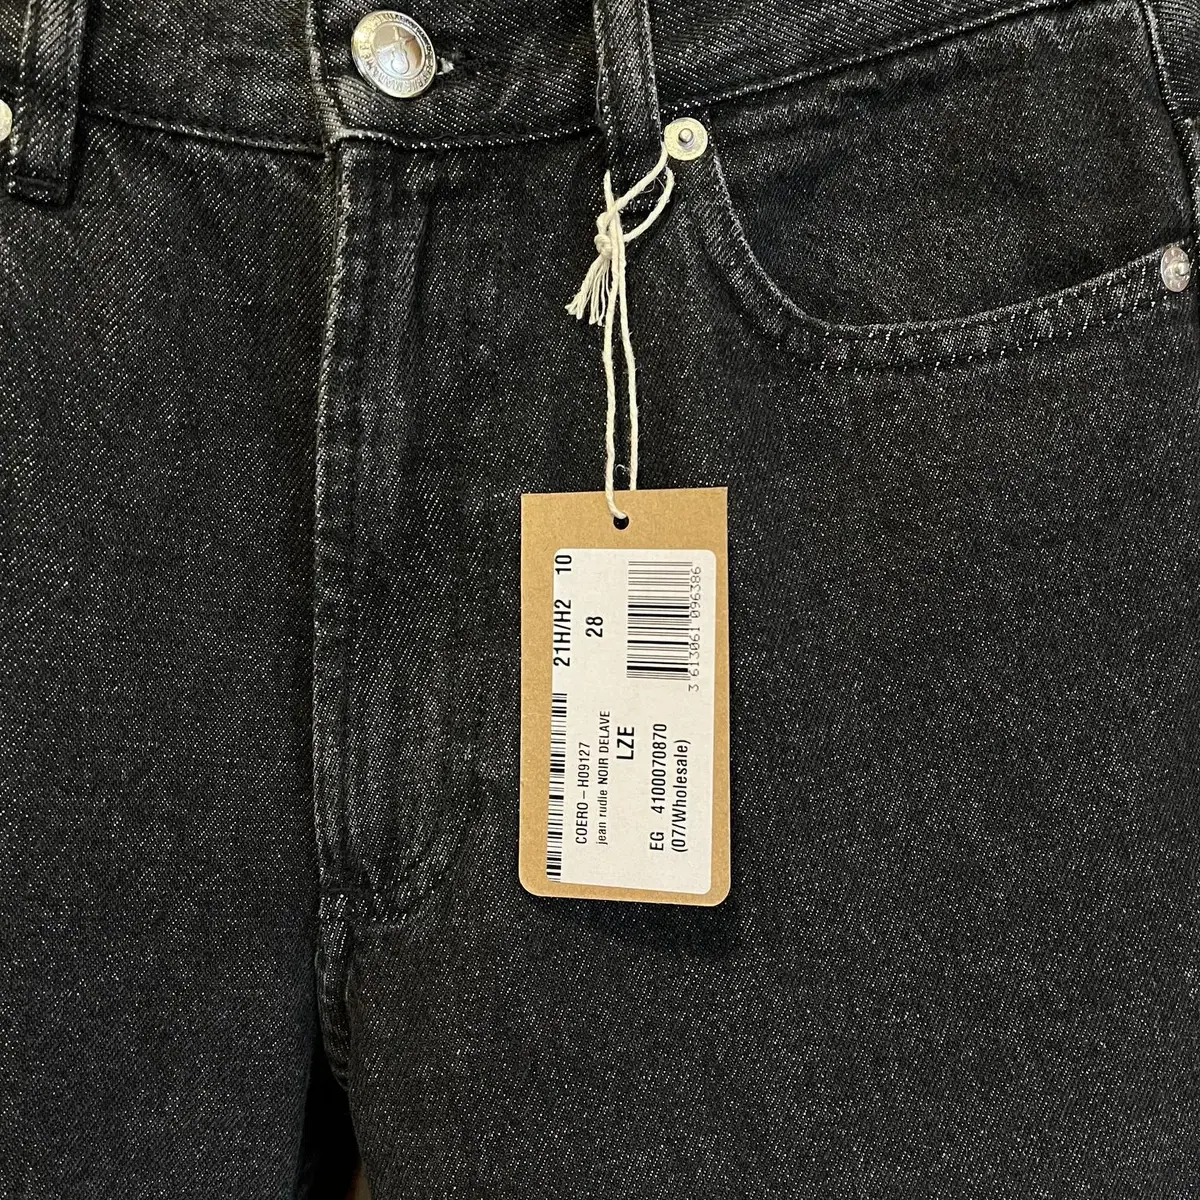 21H/H2 10
COERO – H09127 28
jean rudie NOIR DELAVE
LZE
EG 4100070870
(07/Wholesale)
3 613061 096386